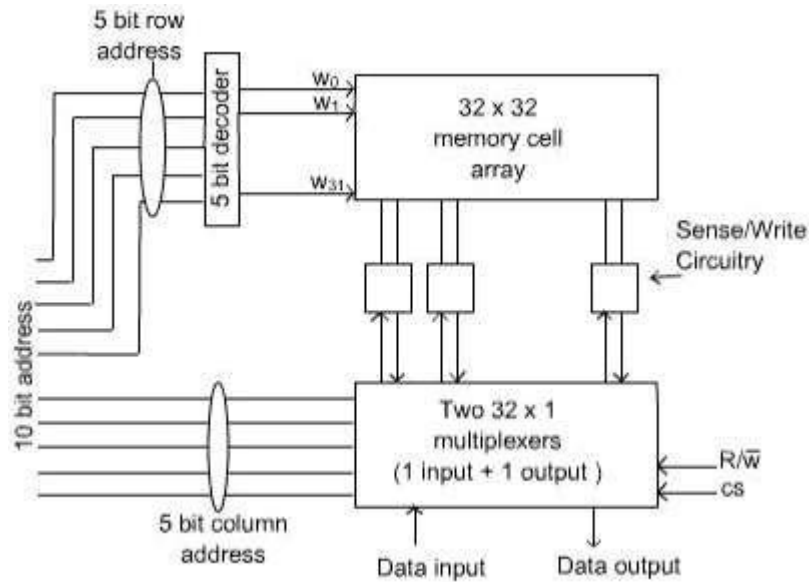 5 bit row
address
5 bit decoder
W0
W1
W31
32 x 32
memory cell
array
Sense/Write
Circuitry
10 bit address
Two 32 x 1
multiplexers
(1 input + 1 output )
R/w̅
cs
5 bit column
address
Data input
Data output